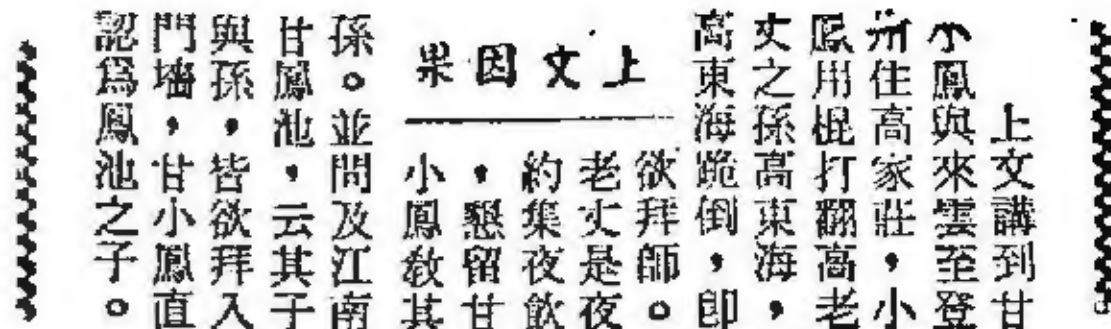 上文講到甘
小鳳與來雲至登
州住高家莊，小
鳳用棍打翻高老
丈之孫高東海，
高東海跪倒，卽
欲拜師。
老丈是夜
約集夜飲
，懇留甘
小鳳敎其
上文因果
孫。並問及江南
甘鳳池，云其子
與孫，皆欲拜入
門墻，甘小鳳直
認爲鳳池之子。